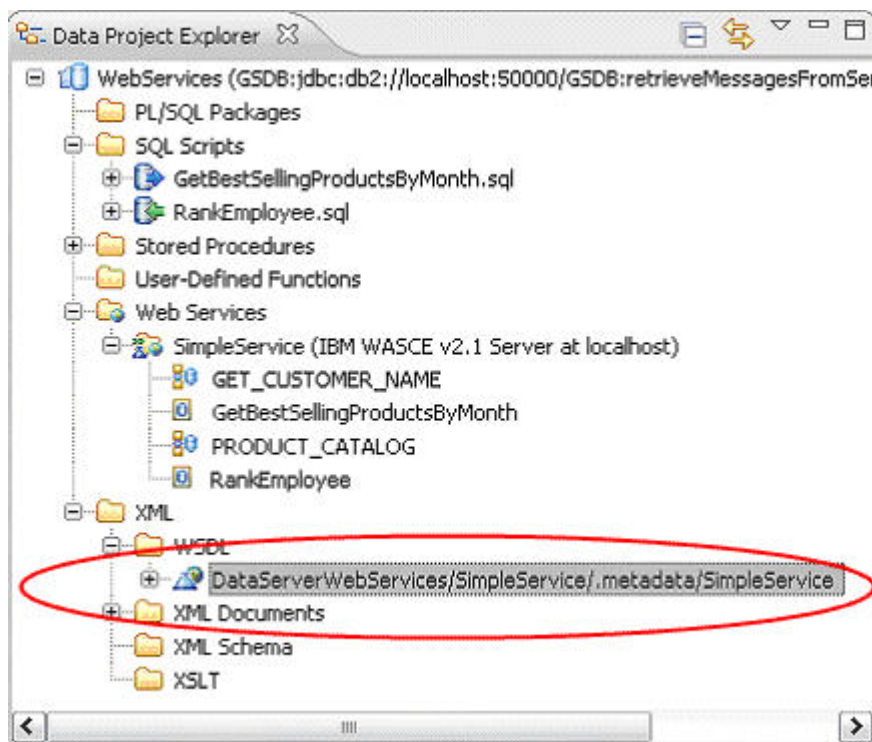 Data Project Explorer
WebServices (GSDB:jdbc:db2://localhost:50000/GSDB:retrieveMessagesFromSer
PL/SQL Packages
SQL Scripts
GetBestSellingProductsByMonth.sql
RankEmployee.sql
Stored Procedures
User-Defined Functions
Web Services
SimpleService (IBM WASCE v2.1 Server at localhost)
GET_CUSTOMER_NAME
GetBestSellingProductsByMonth
PRODUCT_CATALOG
RankEmployee
XML
WSDL
DataServerWebServices/SimpleService/.metadata/SimpleService
XML Documents
XML Schema
XSLT